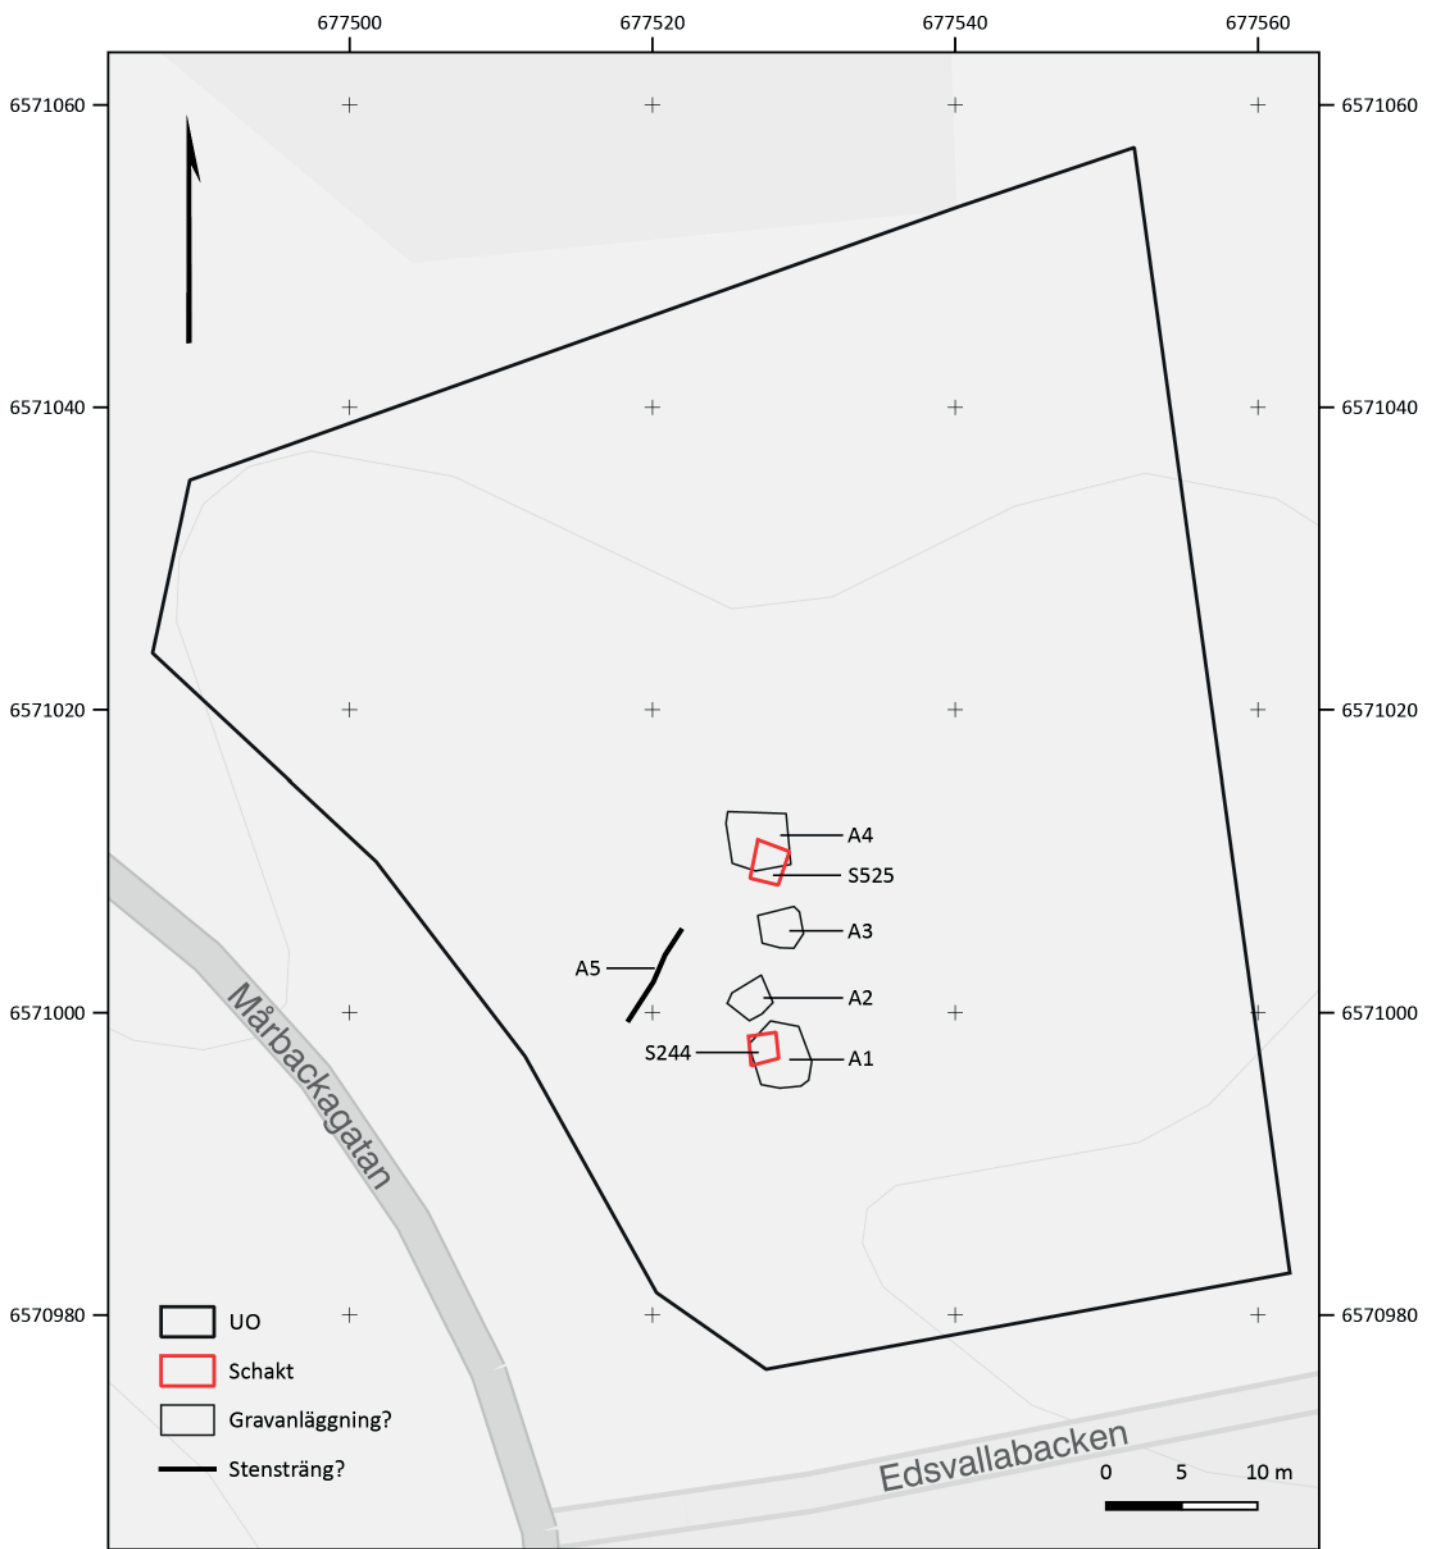 677500 677520 677540 677560
6571060 6571060
6571040 6571040
6571020 6571020
A4
S525
A3
A5
A2
6571000 6571000
S244
A1
Mårbackagatan
6570980 6570980
UO
Schakt
Gravanläggning?
Stensträng?
Edsvallabacken
0 5 10 m